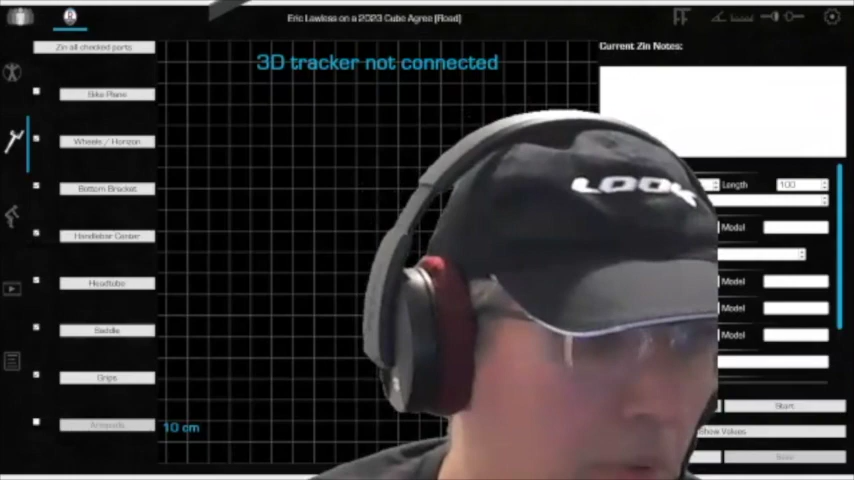 Eric Lawless on a 2023 Cube Agree [Road]
Zin all checked parts
Current Zin Notes:
3D tracker not connected
Bike Plane
Wheels / Horizon
Bottom Bracket
Length
100
Model
Handlebar Center
Headtube
Model
Model
Saddle
Model
Grips
Start
Aeropads
10 cm
Show Values
LOOK